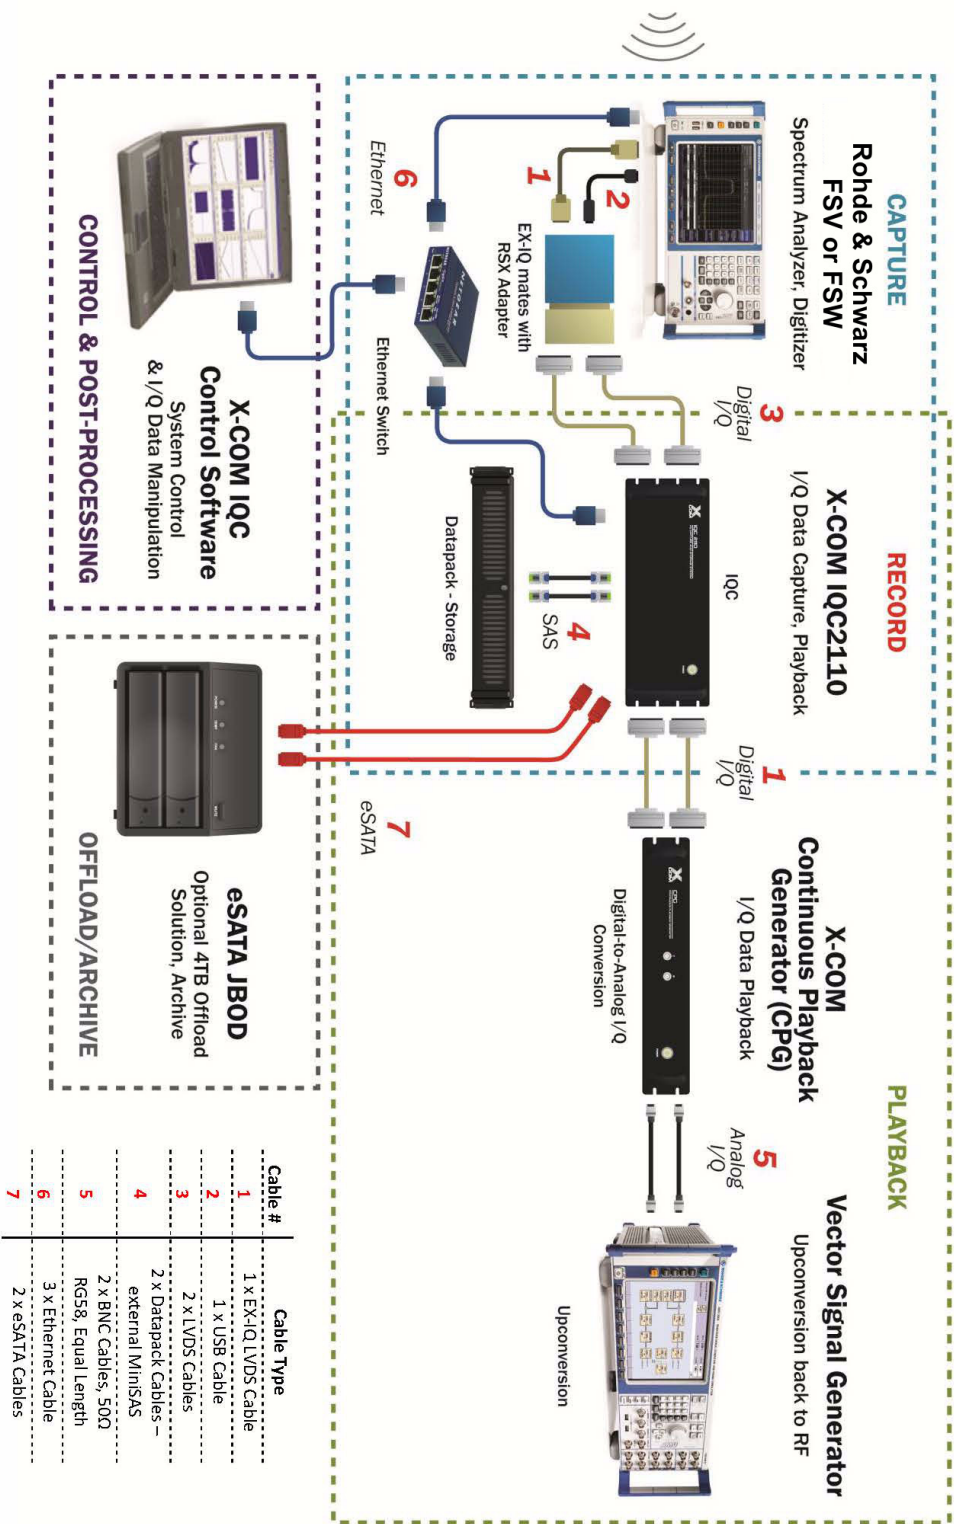 CAPTURE
Rohde & Schwarz
FSV or FSW
Spectrum Analyzer, Digitizer
1
2
EX-IQ mates with
RSX Adapter
6
Ethernet
NETGEAR
Ethernet Switch
3
Digital
I/Q
RECORD
X-COM IQC2110
I/Q Data Capture, Playback
IQC
X
COM
4
SAS
Datapack - Storage
1
Digital
I/Q
7
eSATA
PLAYBACK
X-COM
Continuous Playback
Generator (CPG)
I/Q Data Playback
X
COM
CPG
Digital-to-Analog I/Q
Conversion
5
Analog
I/Q
Vector Signal Generator
Upconversion back to RF
Upconversion
X-COM IQC
Control Software
System Control
& I/Q Data Manipulation
CONTROL & POST-PROCESSING
eSATA JBOD
Optional 4TB Offload
Solution, Archive
OFFLOAD/ARCHIVE
Cable # Cable Type
1 1 x EX-IQ LVDS Cable
2 1 x USB Cable
3 2 x LVDS Cables
4 2 x Datapack Cables –
external MiniSAS
5 2 x BNC Cables, 50Ω
RG58, Equal Length
6 3 x Ethernet Cable
7 2 x eSATA Cables